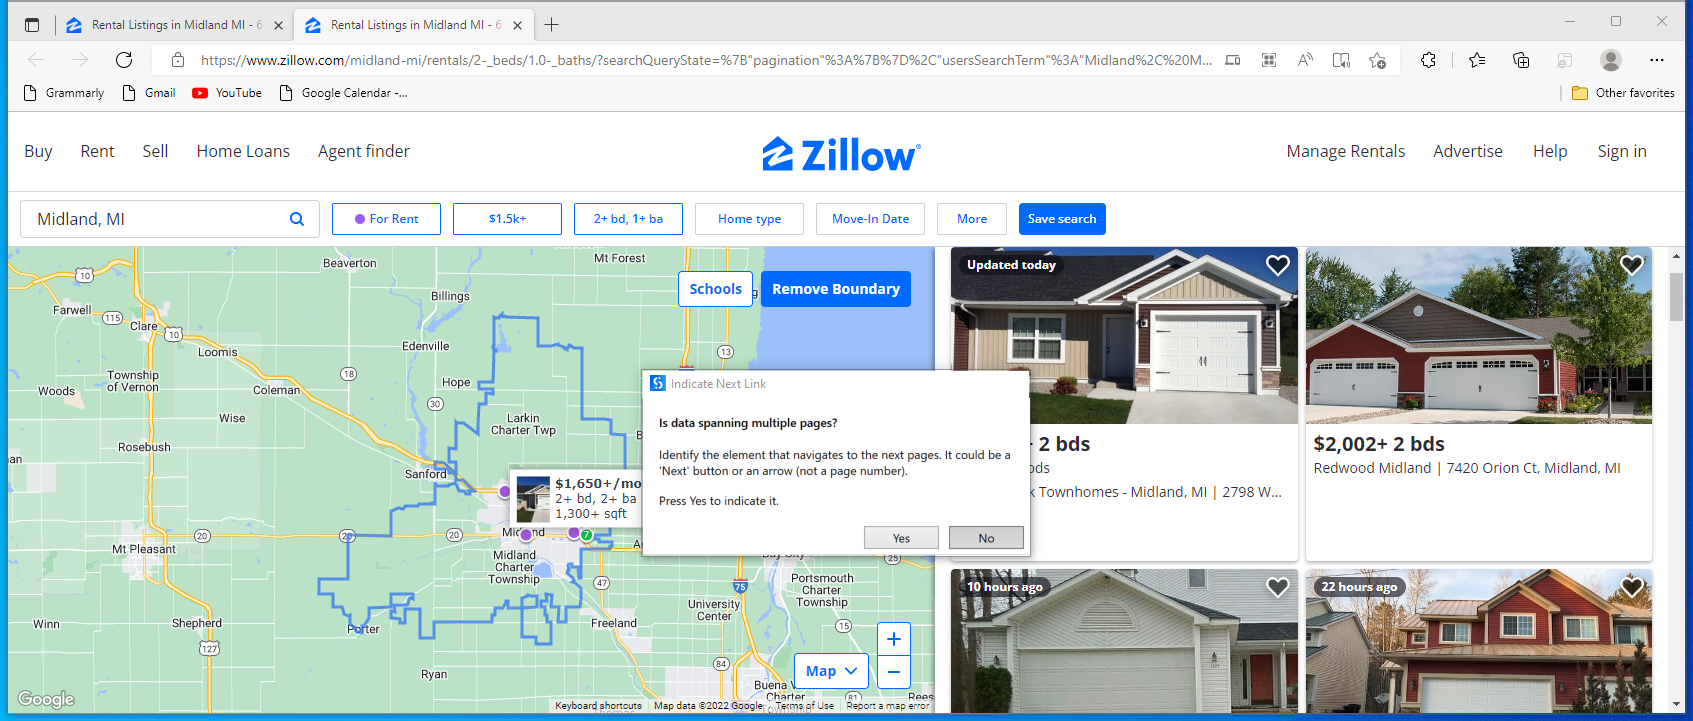 Rental Listings in Midland MI - 6
Rental Listings in Midland MI - 6
https://www.zillow.com/midland-mi/rentals/2-_beds/1.0-_baths/?searchQueryState=%7B"pagination"%3A%7B%7D%2C"usersSearchTerm"%3A"Midland%2C%20M...
Grammarly
Gmail
YouTube
Google Calendar -...
Other favorites
Buy
Rent
Sell
Home Loans
Agent finder
Zillow
Manage Rentals
Advertise
Help
Sign in
Midland, MI
For Rent
$1.5k+
2+ bd, 1+ ba
Home type
Move-In Date
More
Save search
Mt Forest
Beaverton
10
Schools
Remove Boundary
Billings
Farwell
115
Clare
10
Edenville
13
Loomis
18
Township
of Vernon
Hope
Woods
Coleman
30
Wise
Larkin
Charter Twp
Rosebush
Sanford
$1,650+/mo
2+ bd, 2+ ba
1,300+ sqft
20
20
20
Midland
7
Mt Pleasant
Midland
Charter
Township
25
47
75
Portsmouth
Charter
Township
University
Center
Winn
Shepherd
Porter
Freeland
15
127
84
Ryan
Map
+
−
Buena V
Charter
Township
81
Rees
Google
Keyboard shortcuts
Map data ©2022 Google
Terms of Use
Report a map error
Indicate Next Link
Is data spanning multiple pages?
Identify the element that navigates to the next pages. It could be a
'Next' button or an arrow (not a page number).
Press Yes to indicate it.
Yes
No
Updated today
2 bds
Townhomes - Midland, MI | 2798 W...
$2,002+ 2 bds
Redwood Midland | 7420 Orion Ct, Midland, MI
10 hours ago
22 hours ago